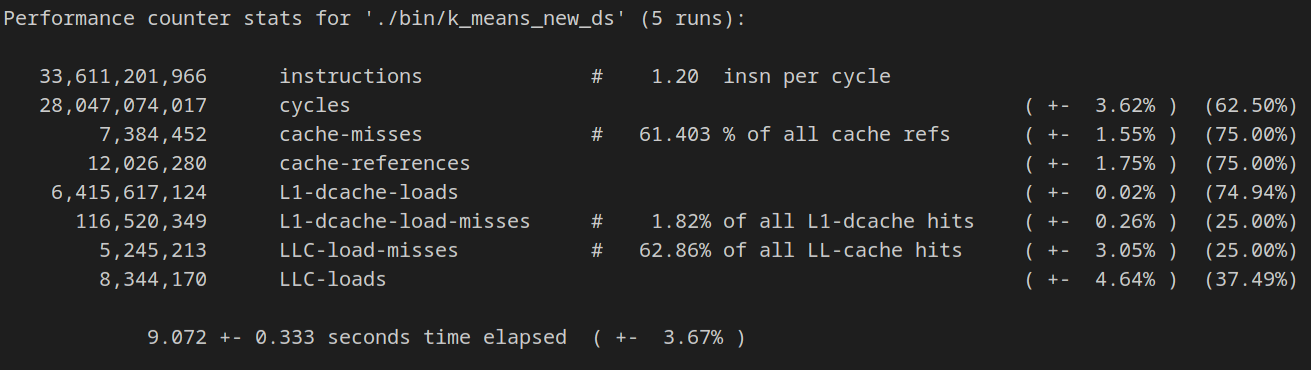 Performance counter stats for './bin/k_means_new_ds' (5 runs):
33,611,201,966 instructions # 1.20 insn per cycle
28,047,074,017 cycles ( +- 3.62% ) (62.50%)
7,384,452 cache-misses # 61.403 % of all cache refs ( +- 1.55% ) (75.00%)
12,026,280 cache-references ( +- 1.75% ) (75.00%)
6,415,617,124 L1-dcache-loads ( +- 0.02% ) (74.94%)
116,520,349 L1-dcache-load-misses # 1.82% of all L1-dcache hits ( +- 0.26% ) (25.00%)
5,245,213 LLC-load-misses # 62.86% of all LL-cache hits ( +- 3.05% ) (25.00%)
8,344,170 LLC-loads ( +- 4.64% ) (37.49%)
9.072 +- 0.333 seconds time elapsed ( +- 3.67% )